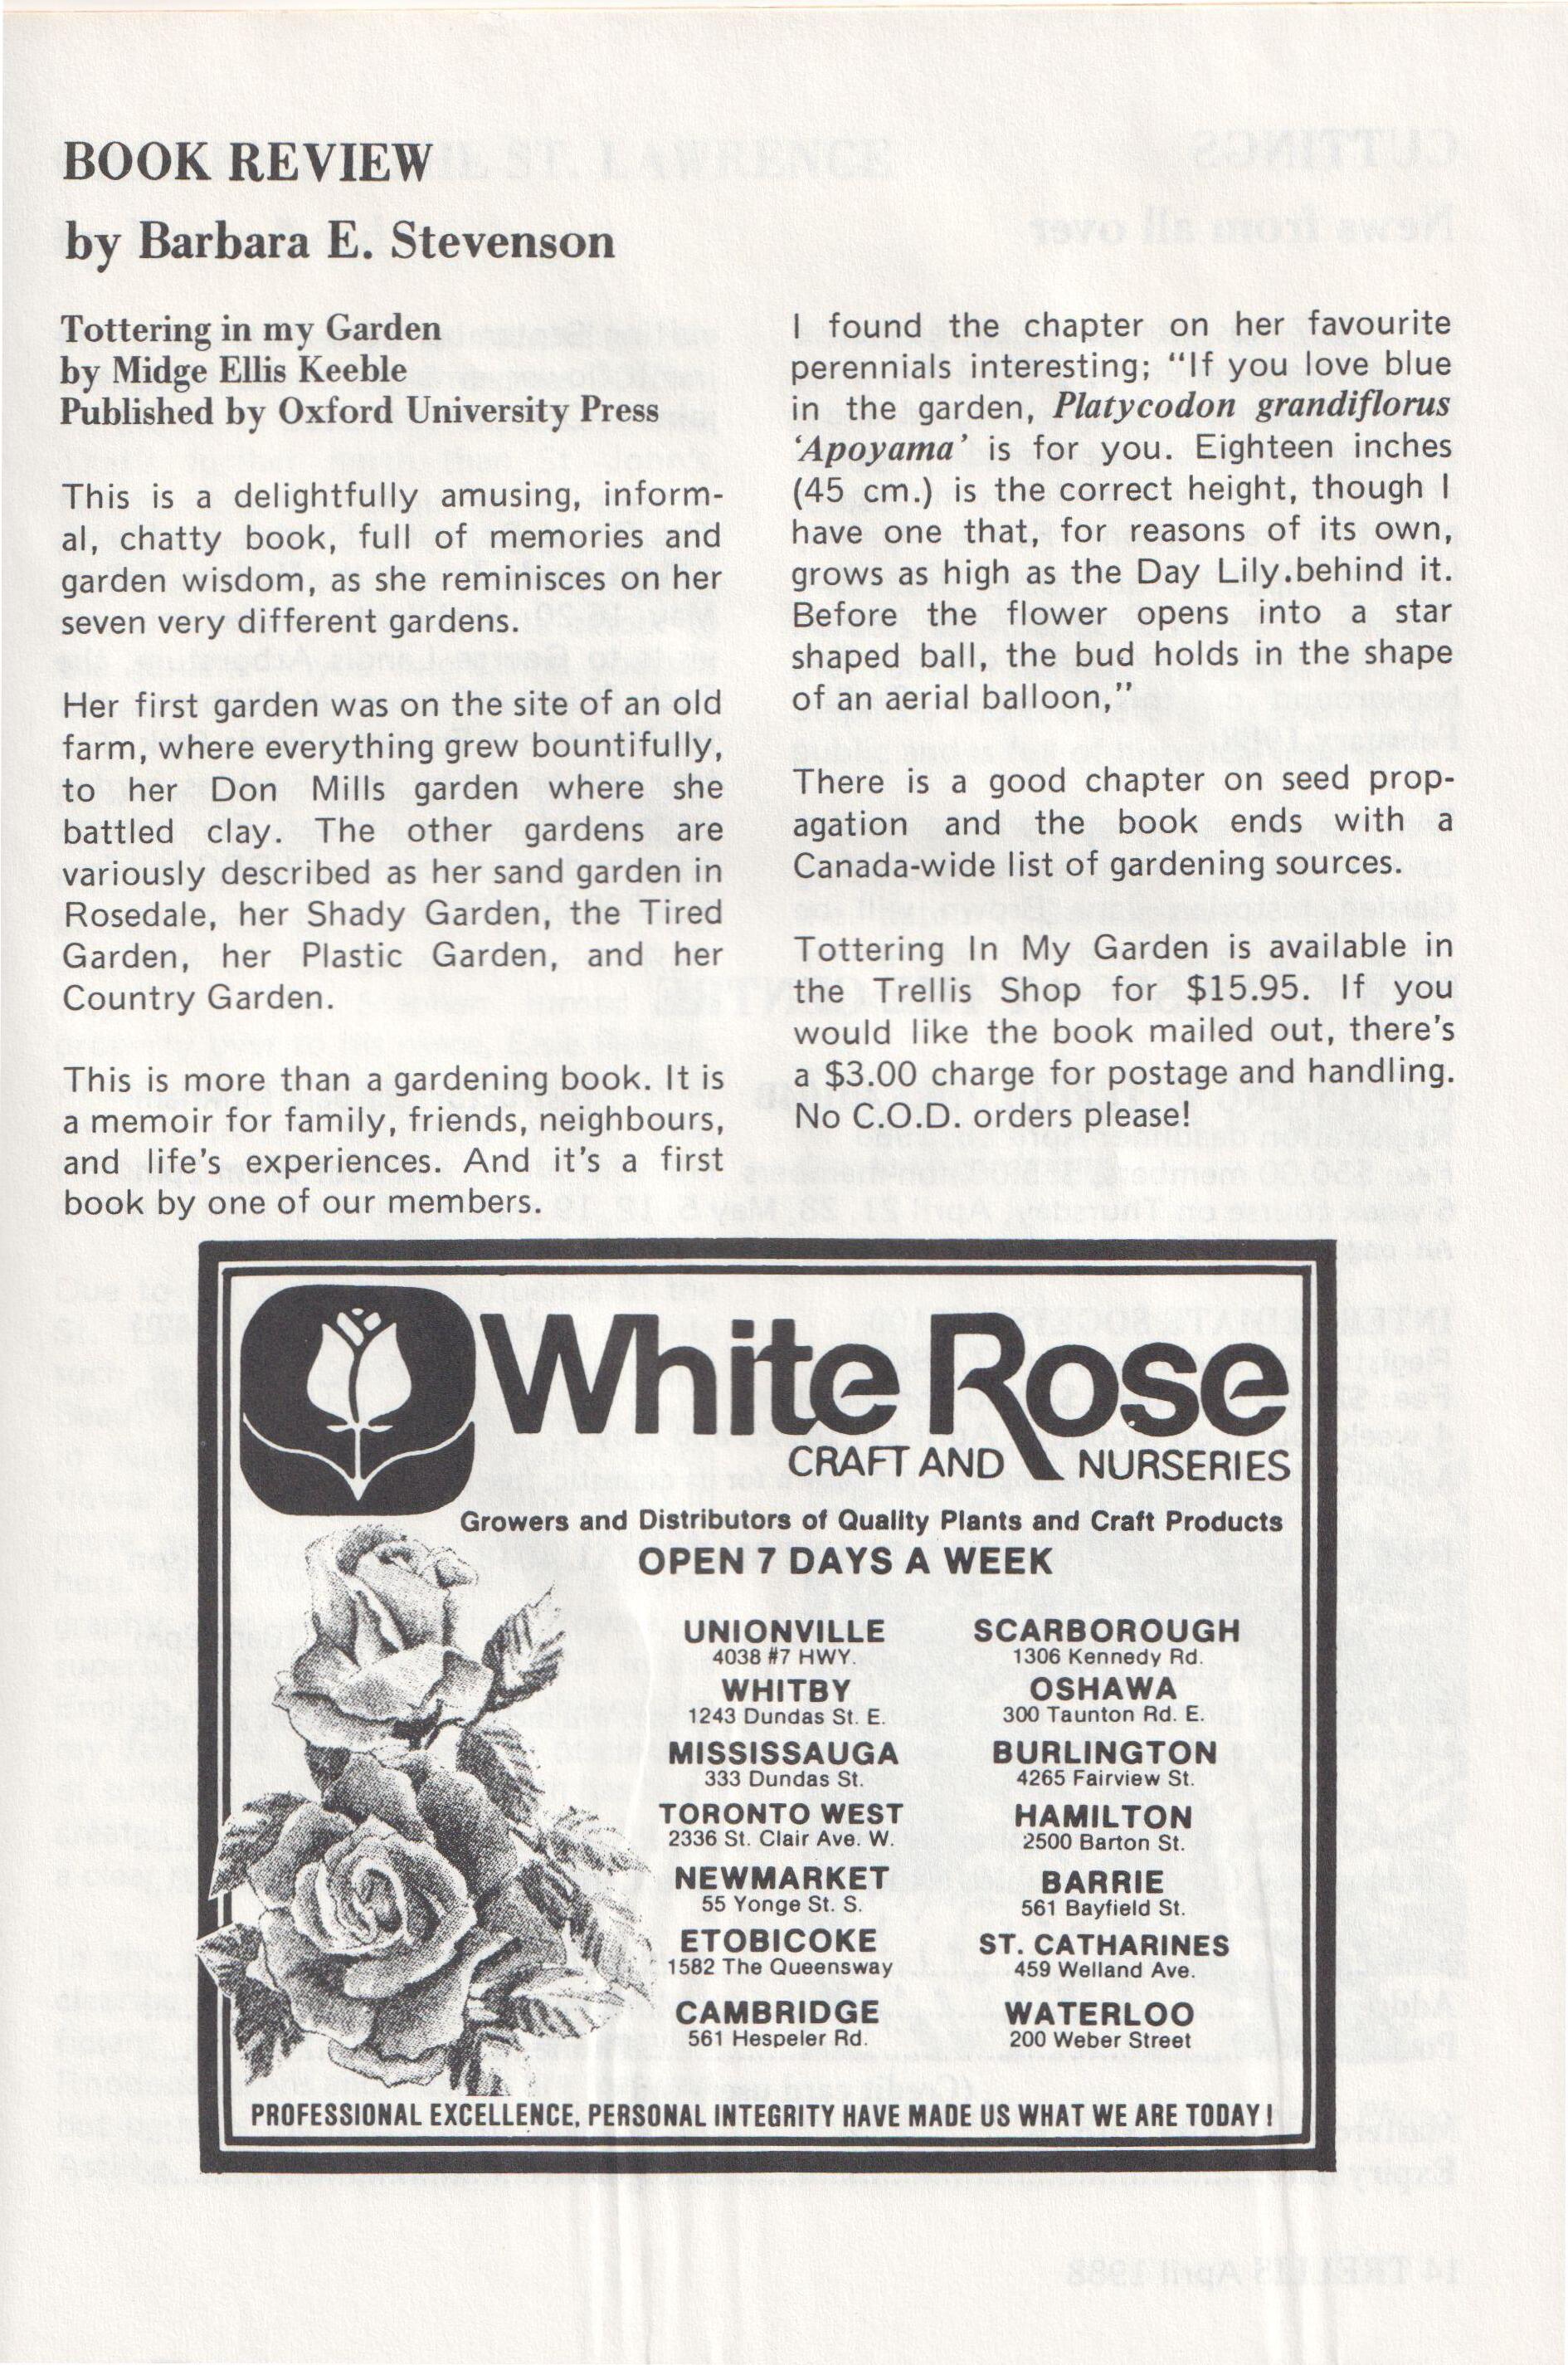 BOOK REVIEW
by Barbara E. Stevenson
Tottering in my Garden
by Midge Ellis Keeble
Published by Oxford University Press
This is a delightfully amusing, inform-
al, chatty book, full of memories and
garden wisdom, as she reminisces on her
seven very different gardens.
Her first garden was on the site of an old
farm, where everything grew bountifully,
to her Don Mills garden where she
battled clay. The other gardens are
variously described as her sand garden in
Rosedale, her Shady Garden, the Tired
Garden, her Plastic Garden, and her
Country Garden.
This is more than a gardening book. It is
a memoir for family, friends, neighbours,
and life's experiences. And it's a first
book by one of our members.
I found the chapter on her favourite
perennials interesting; "If you love blue
in the garden, Platycodon grandiflorus
'Apoyama' is for you. Eighteen inches
(45 cm.) is the correct height, though I
have one that, for reasons of its own,
grows as high as the Day Lily.behind it.
Before the flower opens into a star
shaped ball, the bud holds in the shape
of an aerial balloon,"
There is a good chapter on seed prop-
agation and the book ends with a
Canada-wide list of gardening sources.
Tottering In My Garden is available in
the Trellis Shop for $15.95. If you
would like the book mailed out, there's
a $3.00 charge for postage and handling.
No C.O.D. orders please!
White Rose
CRAFT AND NURSERIES
Growers and Distributors of Quality Plants and Craft Products
OPEN 7 DAYS A WEEK
UNIONVILLE
4038 #7 HWY.
WHITBY
1243 Dundas St. E.
MISSISSAUGA
333 Dundas St.
TORONTO WEST
2336 St. Clair Ave. W.
NEWMARKET
55 Yonge St. S.
ETOBICOKE
1582 The Queensway
CAMBRIDGE
561 Hespeler Rd.
SCARBOROUGH
1306 Kennedy Rd.
OSHAWA
300 Taunton Rd. E.
BURLINGTON
4265 Fairview St.
HAMILTON
2500 Barton St.
BARRIE
561 Bayfield St.
ST. CATHARINES
459 Welland Ave.
WATERLOO
200 Weber Street
PROFESSIONAL EXCELLENCE, PERSONAL INTEGRITY HAVE MADE US WHAT WE ARE TODAY!